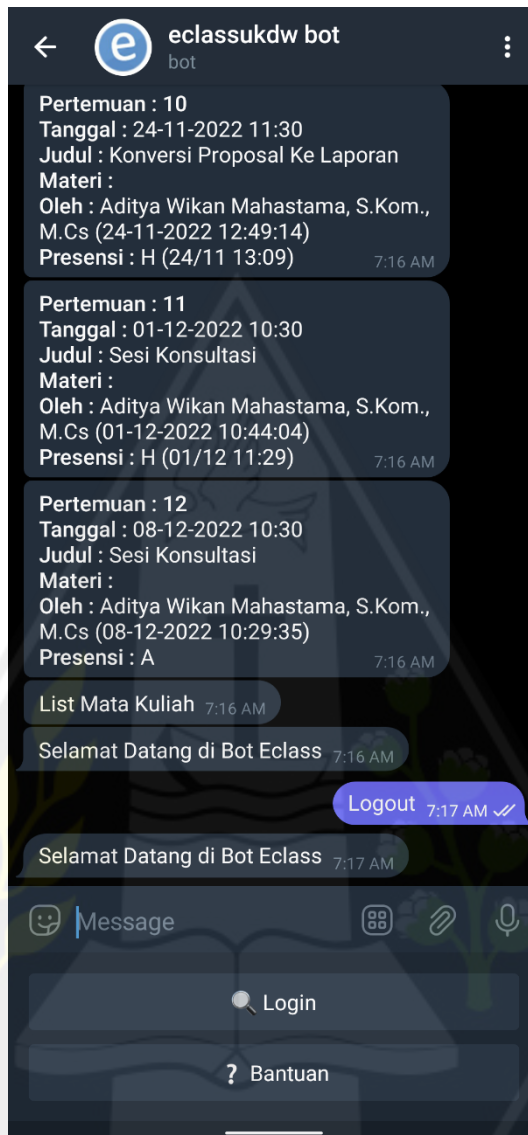 eclassukdw bot
bot
Pertemuan : 10
Tanggal : 24-11-2022 11:30
Judul : Konversi Proposal Ke Laporan
Materi :
Oleh : Aditya Wikan Mahastama, S.Kom.,
M.Cs (24-11-2022 12:49:14)
Presensi : H (24/11 13:09) 7:16 AM
Pertemuan : 11
Tanggal : 01-12-2022 10:30
Judul : Sesi Konsultasi
Materi :
Oleh : Aditya Wikan Mahastama, S.Kom.,
M.Cs (01-12-2022 10:44:04)
Presensi : H (01/12 11:29) 7:16 AM
Pertemuan : 12
Tanggal : 08-12-2022 10:30
Judul : Sesi Konsultasi
Materi :
Oleh : Aditya Wikan Mahastama, S.Kom.,
M.Cs (08-12-2022 10:29:35)
Presensi : A 7:16 AM
List Mata Kuliah 7:16 AM
Selamat Datang di Bot Eclass 7:16 AM
Logout 7:17 AM
Selamat Datang di Bot Eclass 7:17 AM
Message
🔍 Login
? Bantuan